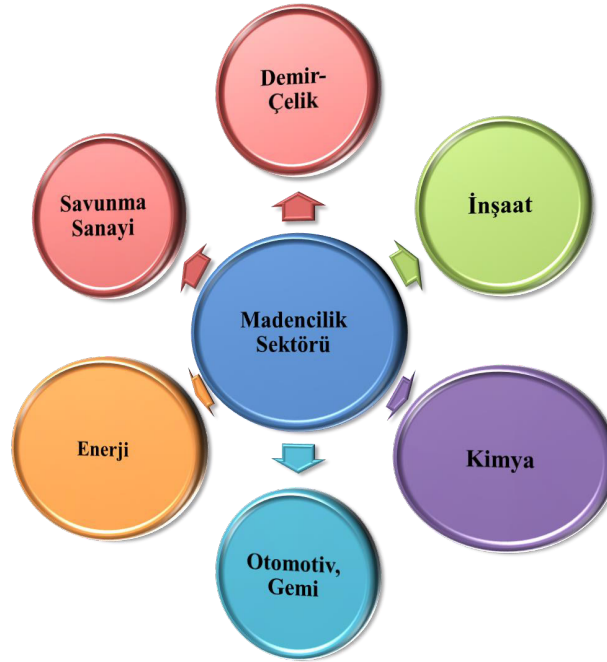 Demir-
Çelik
Savunma
Sanayi
İnşaat
Madencilik
Sektörü
Enerji
Kimya
Otomotiv,
Gemi